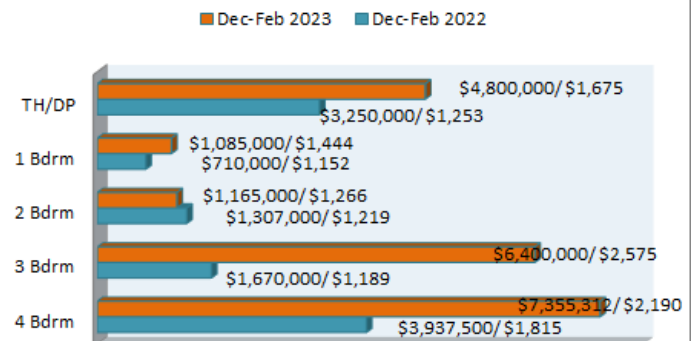 Dec-Feb 2023 Dec-Feb 2022
TH/DP
$4,800,000/$1,675
$3,250,000/$1,253
1 Bdrm
$1,085,000/$1,444
$710,000/$1,152
2 Bdrm
$1,165,000/$1,266
$1,307,000/$1,219
3 Bdrm
$6,400,000/$2,575
$1,670,000/$1,189
4 Bdrm
$7,355,312/$2,190
$3,937,500/$1,815